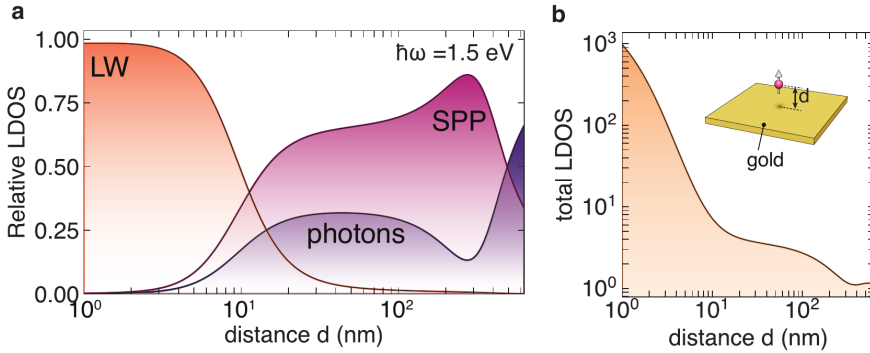 a
1.00
0.75
0.50
0.25
0.00
Relative LDOS
LW
ħω =1.5 eV
SPP
photons
10⁰
10¹
10²
distance d (nm)
b
10³
10²
10¹
10⁰
total LDOS
d
gold
10⁰
10¹
10²
distance d (nm)